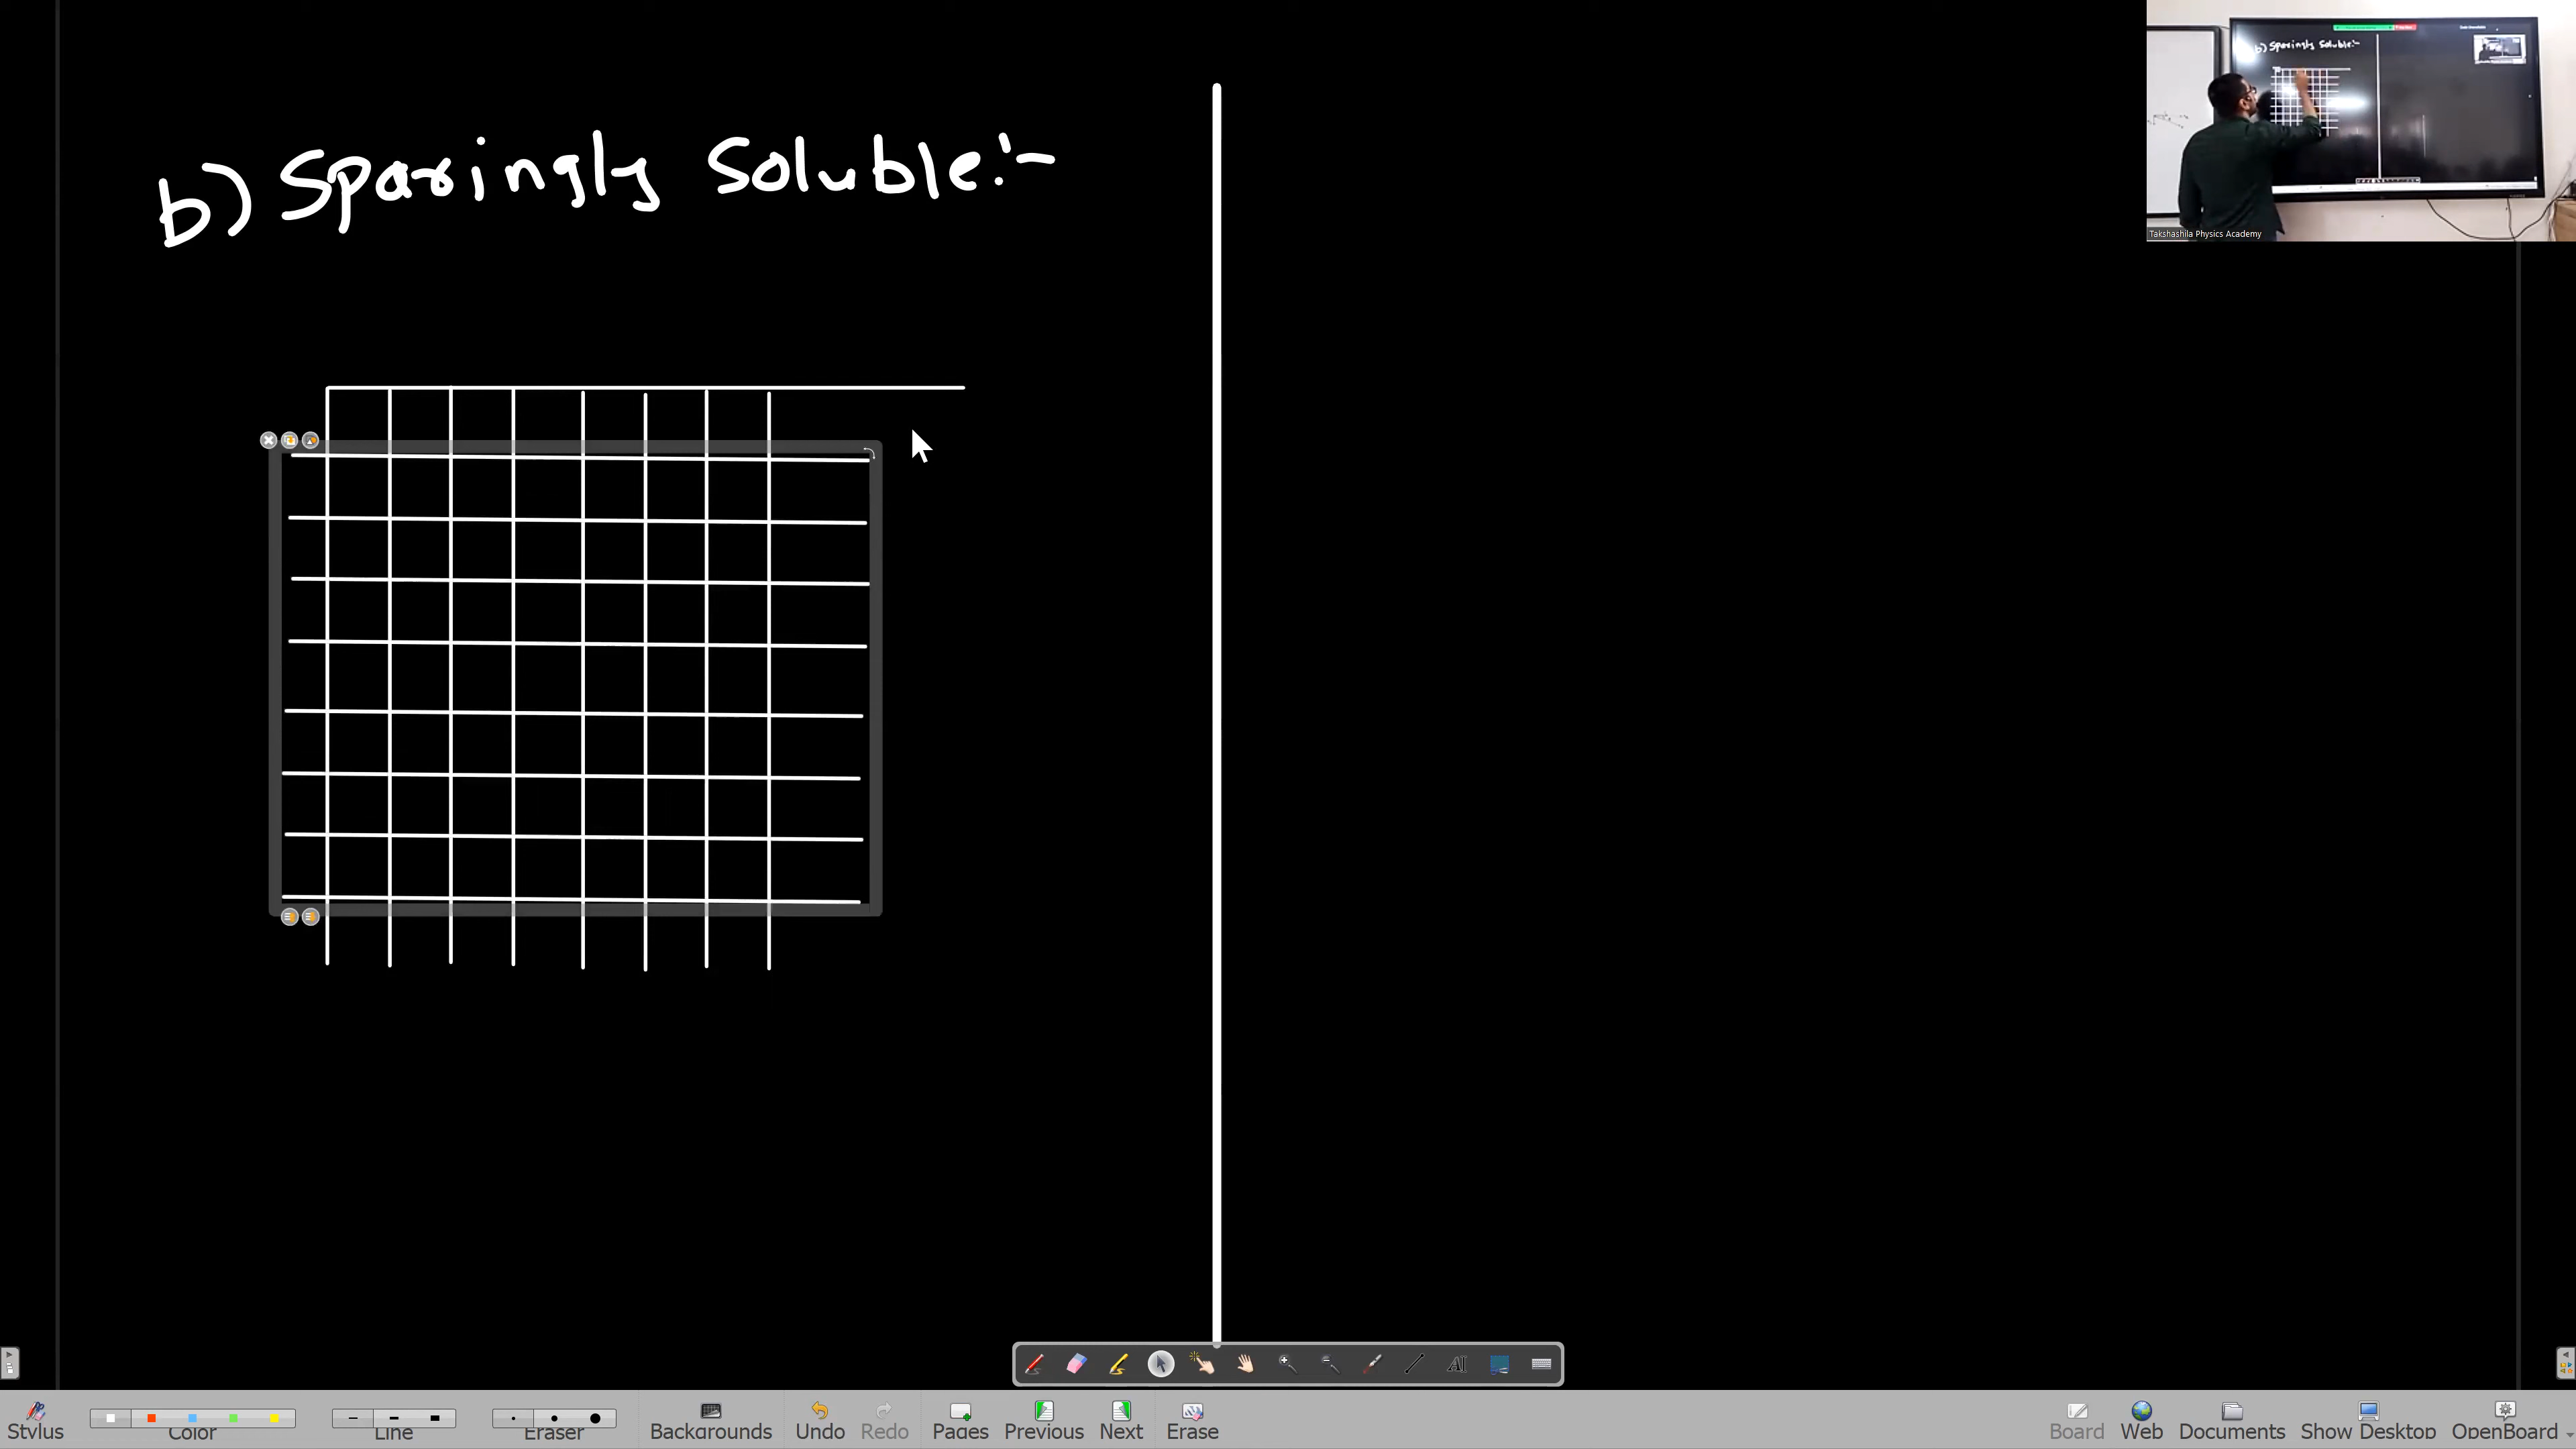 b) Sparingly Soluble:-
Takshashila Physics Academy
Stylus
Color
Line
Eraser
Backgrounds
Undo
Redo
Pages
Previous
Next
Erase
Board
Web
Documents
Show Desktop
OpenBoard